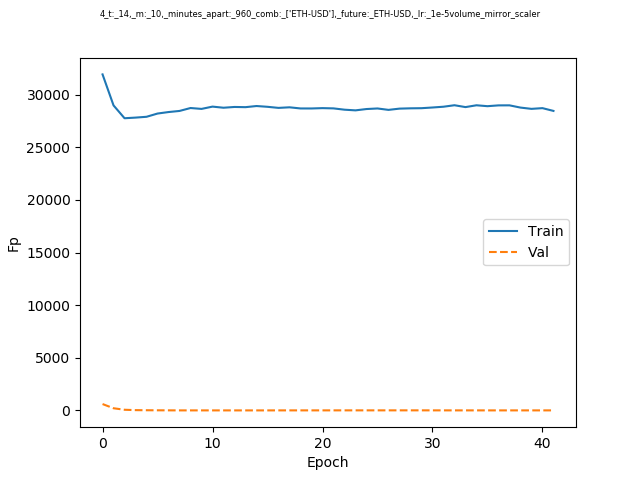 4_t:_14,_m:_10,_minutes_apart:_960_comb:_['ETH-USD'],_future:_ETH-USD,_lr:_1e-5volume_mirror_scaler
30000
25000
20000
15000
10000
5000
0
Fp
Train
Val
0 10 20 30 40
Epoch